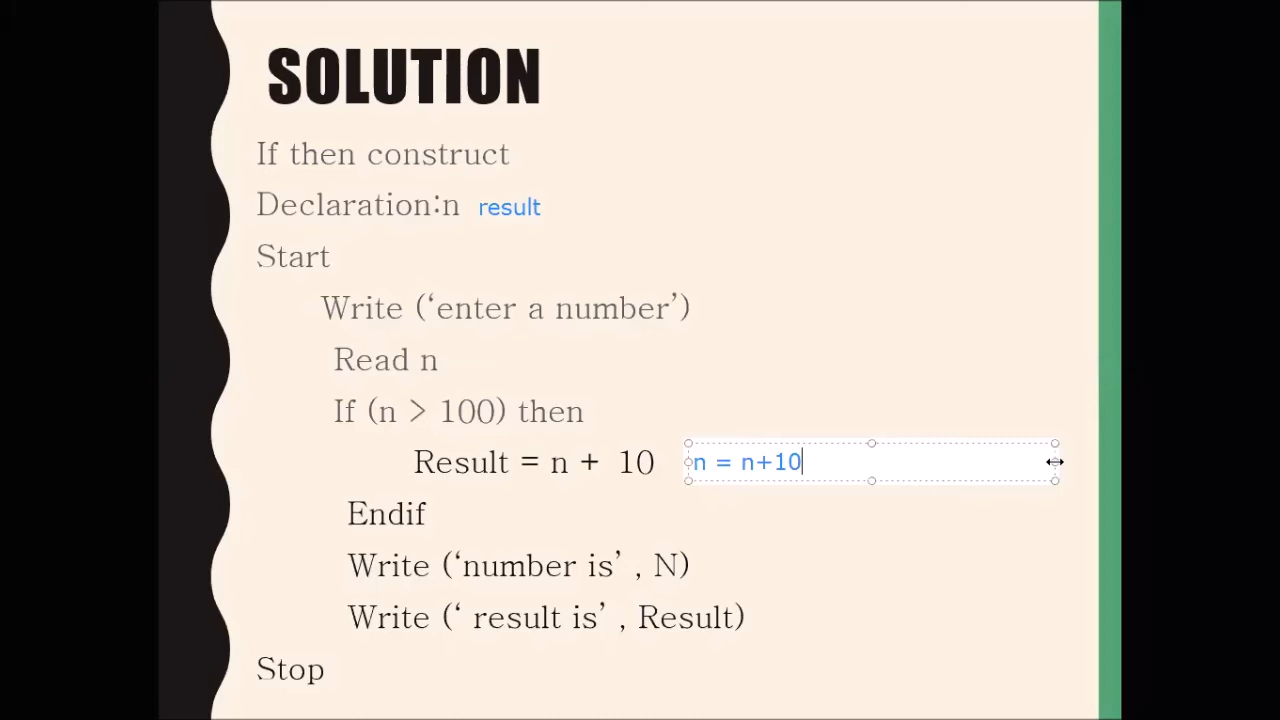 SOLUTION
If then construct
Declaration:n result
Start
Write (‘enter a number’)
Read n
If (n > 100) then
Result = n + 10 n = n+10
Endif
Write (‘number is’ , N)
Write (‘ result is’ , Result)
Stop